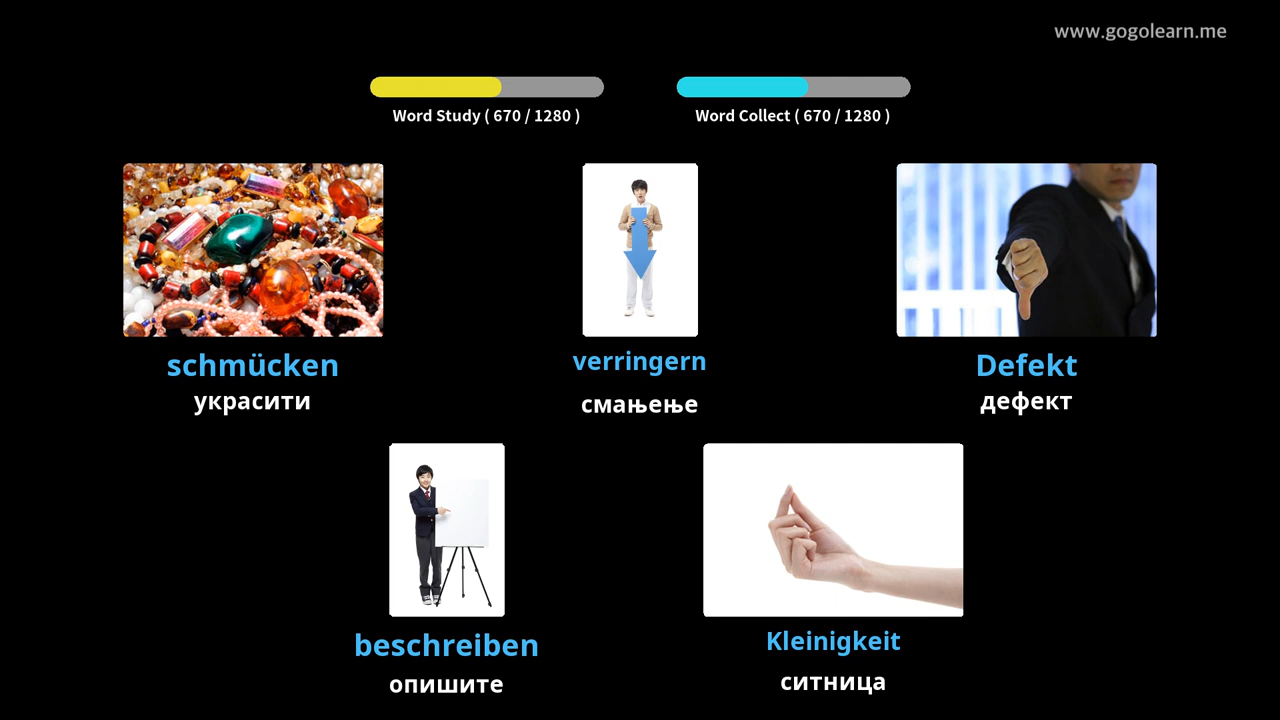 www.gogolearn.me
Word Study ( 670 / 1280 )
Word Collect ( 670 / 1280 )
schmücken
украсити
verringern
смањење
Defekt
дефект
beschreiben
опишите
Kleinigkeit
ситница